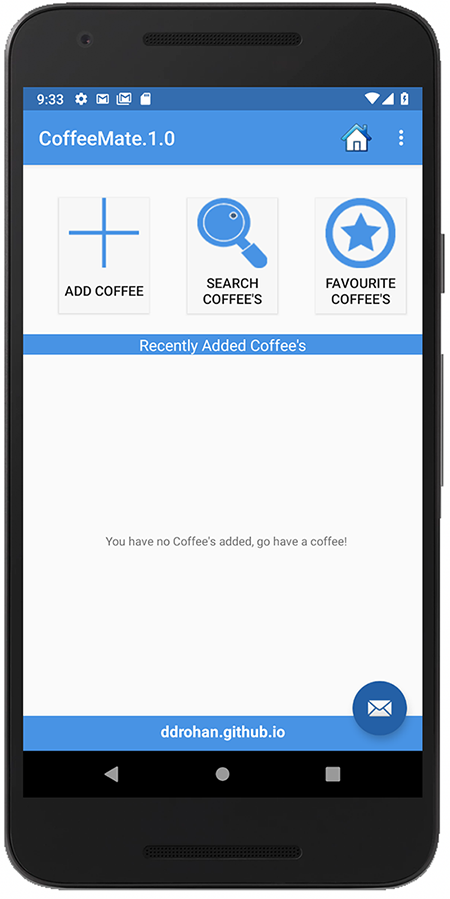 9:33
CoffeeMate.1.0
ADD COFFEE
SEARCH
COFFEE'S
FAVOURITE
COFFEE'S
Recently Added Coffee's
You have no Coffee's added, go have a coffee!
ddrohan.github.io